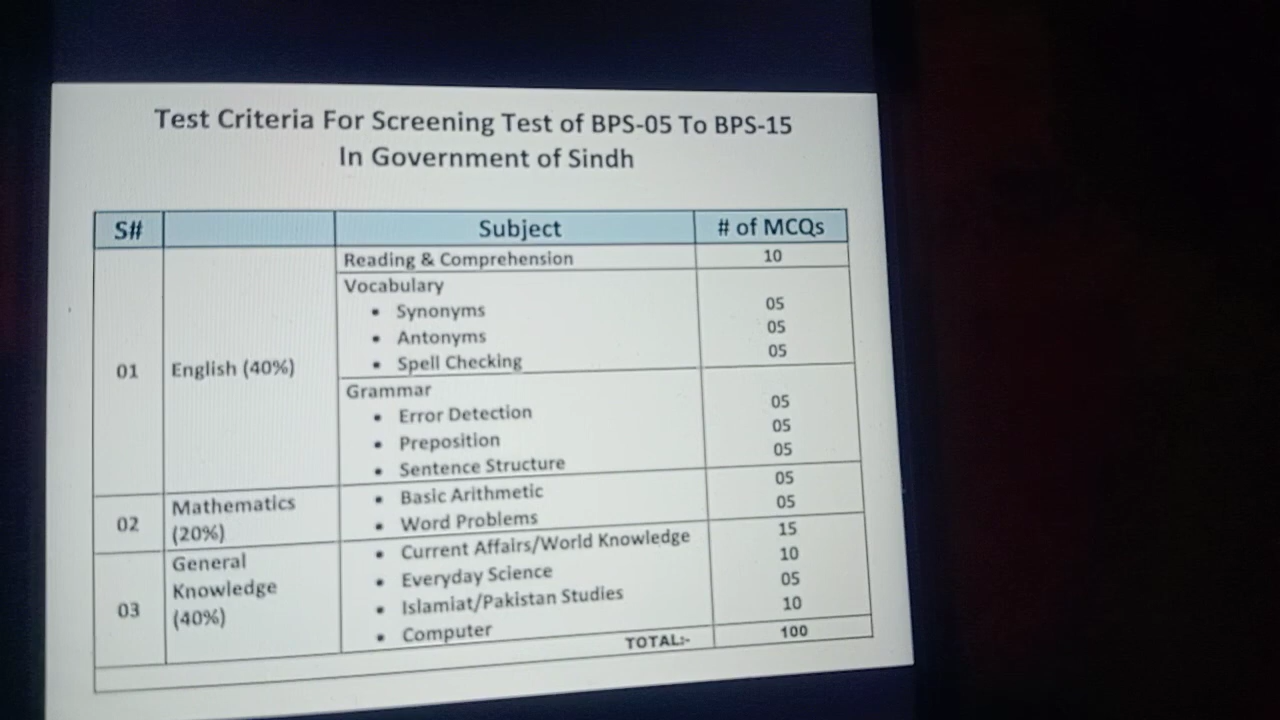 Test Criteria For Screening Test of BPS-05 To BPS-15
In Government of Sindh
S# Subject # of MCQs
Reading & Comprehension 10
Vocabulary
• Synonyms 05
• Antonyms 05
• Spell Checking 05
01 English (40%)
Grammar
• Error Detection 05
• Preposition 05
• Sentence Structure 05
02 Mathematics (20%)
• Basic Arithmetic 05
• Word Problems 05
03 General Knowledge (40%)
• Current Affairs/World Knowledge 15
• Everyday Science 10
• Islamiat/Pakistan Studies 05
• Computer 10
TOTAL:- 100